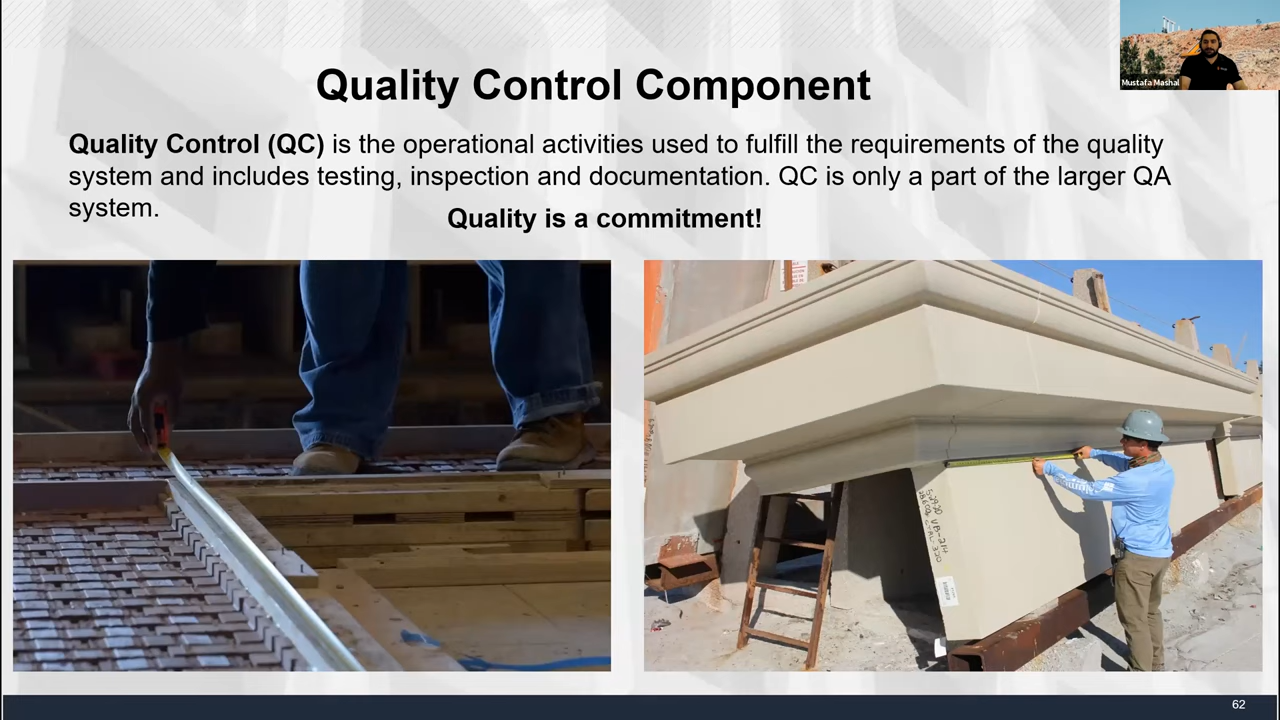 Mustafa Mashal
Quality Control Component
Quality Control (QC) is the operational activities used to fulfill the requirements of the quality
system and includes testing, inspection and documentation. QC is only a part of the larger QA
system.
Quality is a commitment!
62